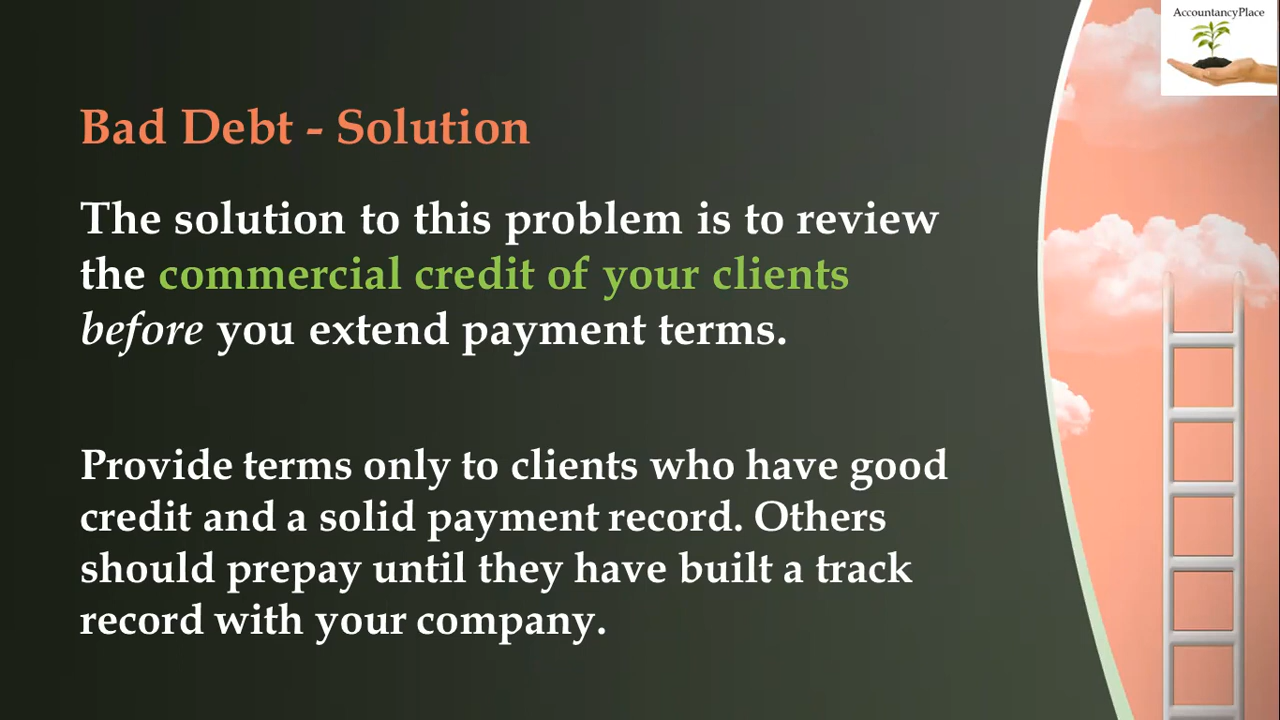 AccountancyPlace
Bad Debt - Solution
The solution to this problem is to review
the commercial credit of your clients
before you extend payment terms.
Provide terms only to clients who have good
credit and a solid payment record. Others
should prepay until they have built a track
record with your company.